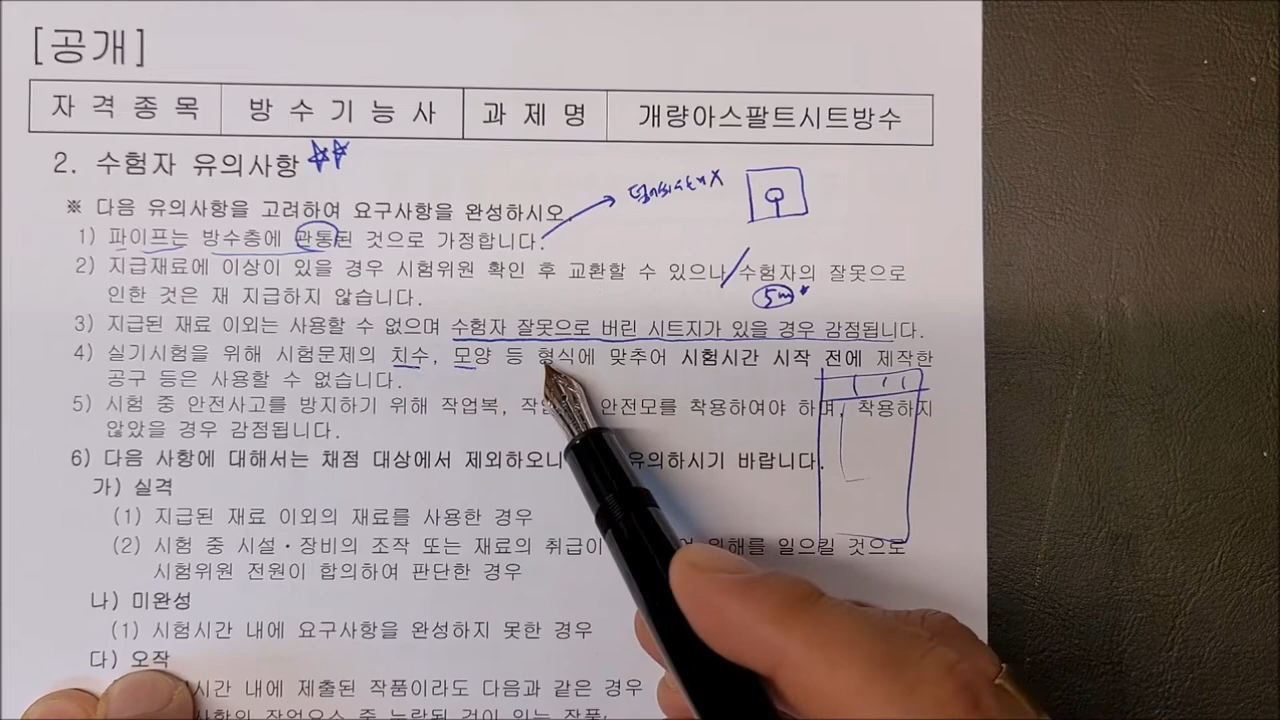 [공개]
자 격 종 목 방 수 기 능 사 과 제 명 개량아스팔트시트방수
2. 수험자 유의사항
※ 다음 유의사항을 고려하여 요구사항을 완성하시오.
1) 파이프는 방수층에 관통된 것으로 가정합니다.
2) 지급재료에 이상이 있을 경우 시험위원 확인 후 교환할 수 있으나 수험자의 잘못으로
인한 것은 재 지급하지 않습니다.
5m
3) 지급된 재료 이외는 사용할 수 없으며 수험자 잘못으로 버린 시트지가 있을 경우 감점됩니다.
4) 실기시험을 위해 시험문제의 치수, 모양 등 형식에 맞추어 시험시간 시작 전에 제작한
공구 등은 사용할 수 없습니다.
5) 시험 중 안전사고를 방지하기 위해 작업복, 안전모를 착용하여야 하며, 착용하지
않았을 경우 감점됩니다.
6) 다음 사항에 대해서는 채점 대상에서 제외하오니 유의하시기 바랍니다.
가) 실격
(1) 지급된 재료 이외의 재료를 사용한 경우
(2) 시험 중 시설·장비의 조작 또는 재료의 취급이 위해를 일으킬 것으로
시험위원 전원이 합의하여 판단한 경우
나) 미완성
(1) 시험시간 내에 요구사항을 완성하지 못한 경우
다) 오작
시간 내에 제출된 작품이라도 다음과 같은 경우